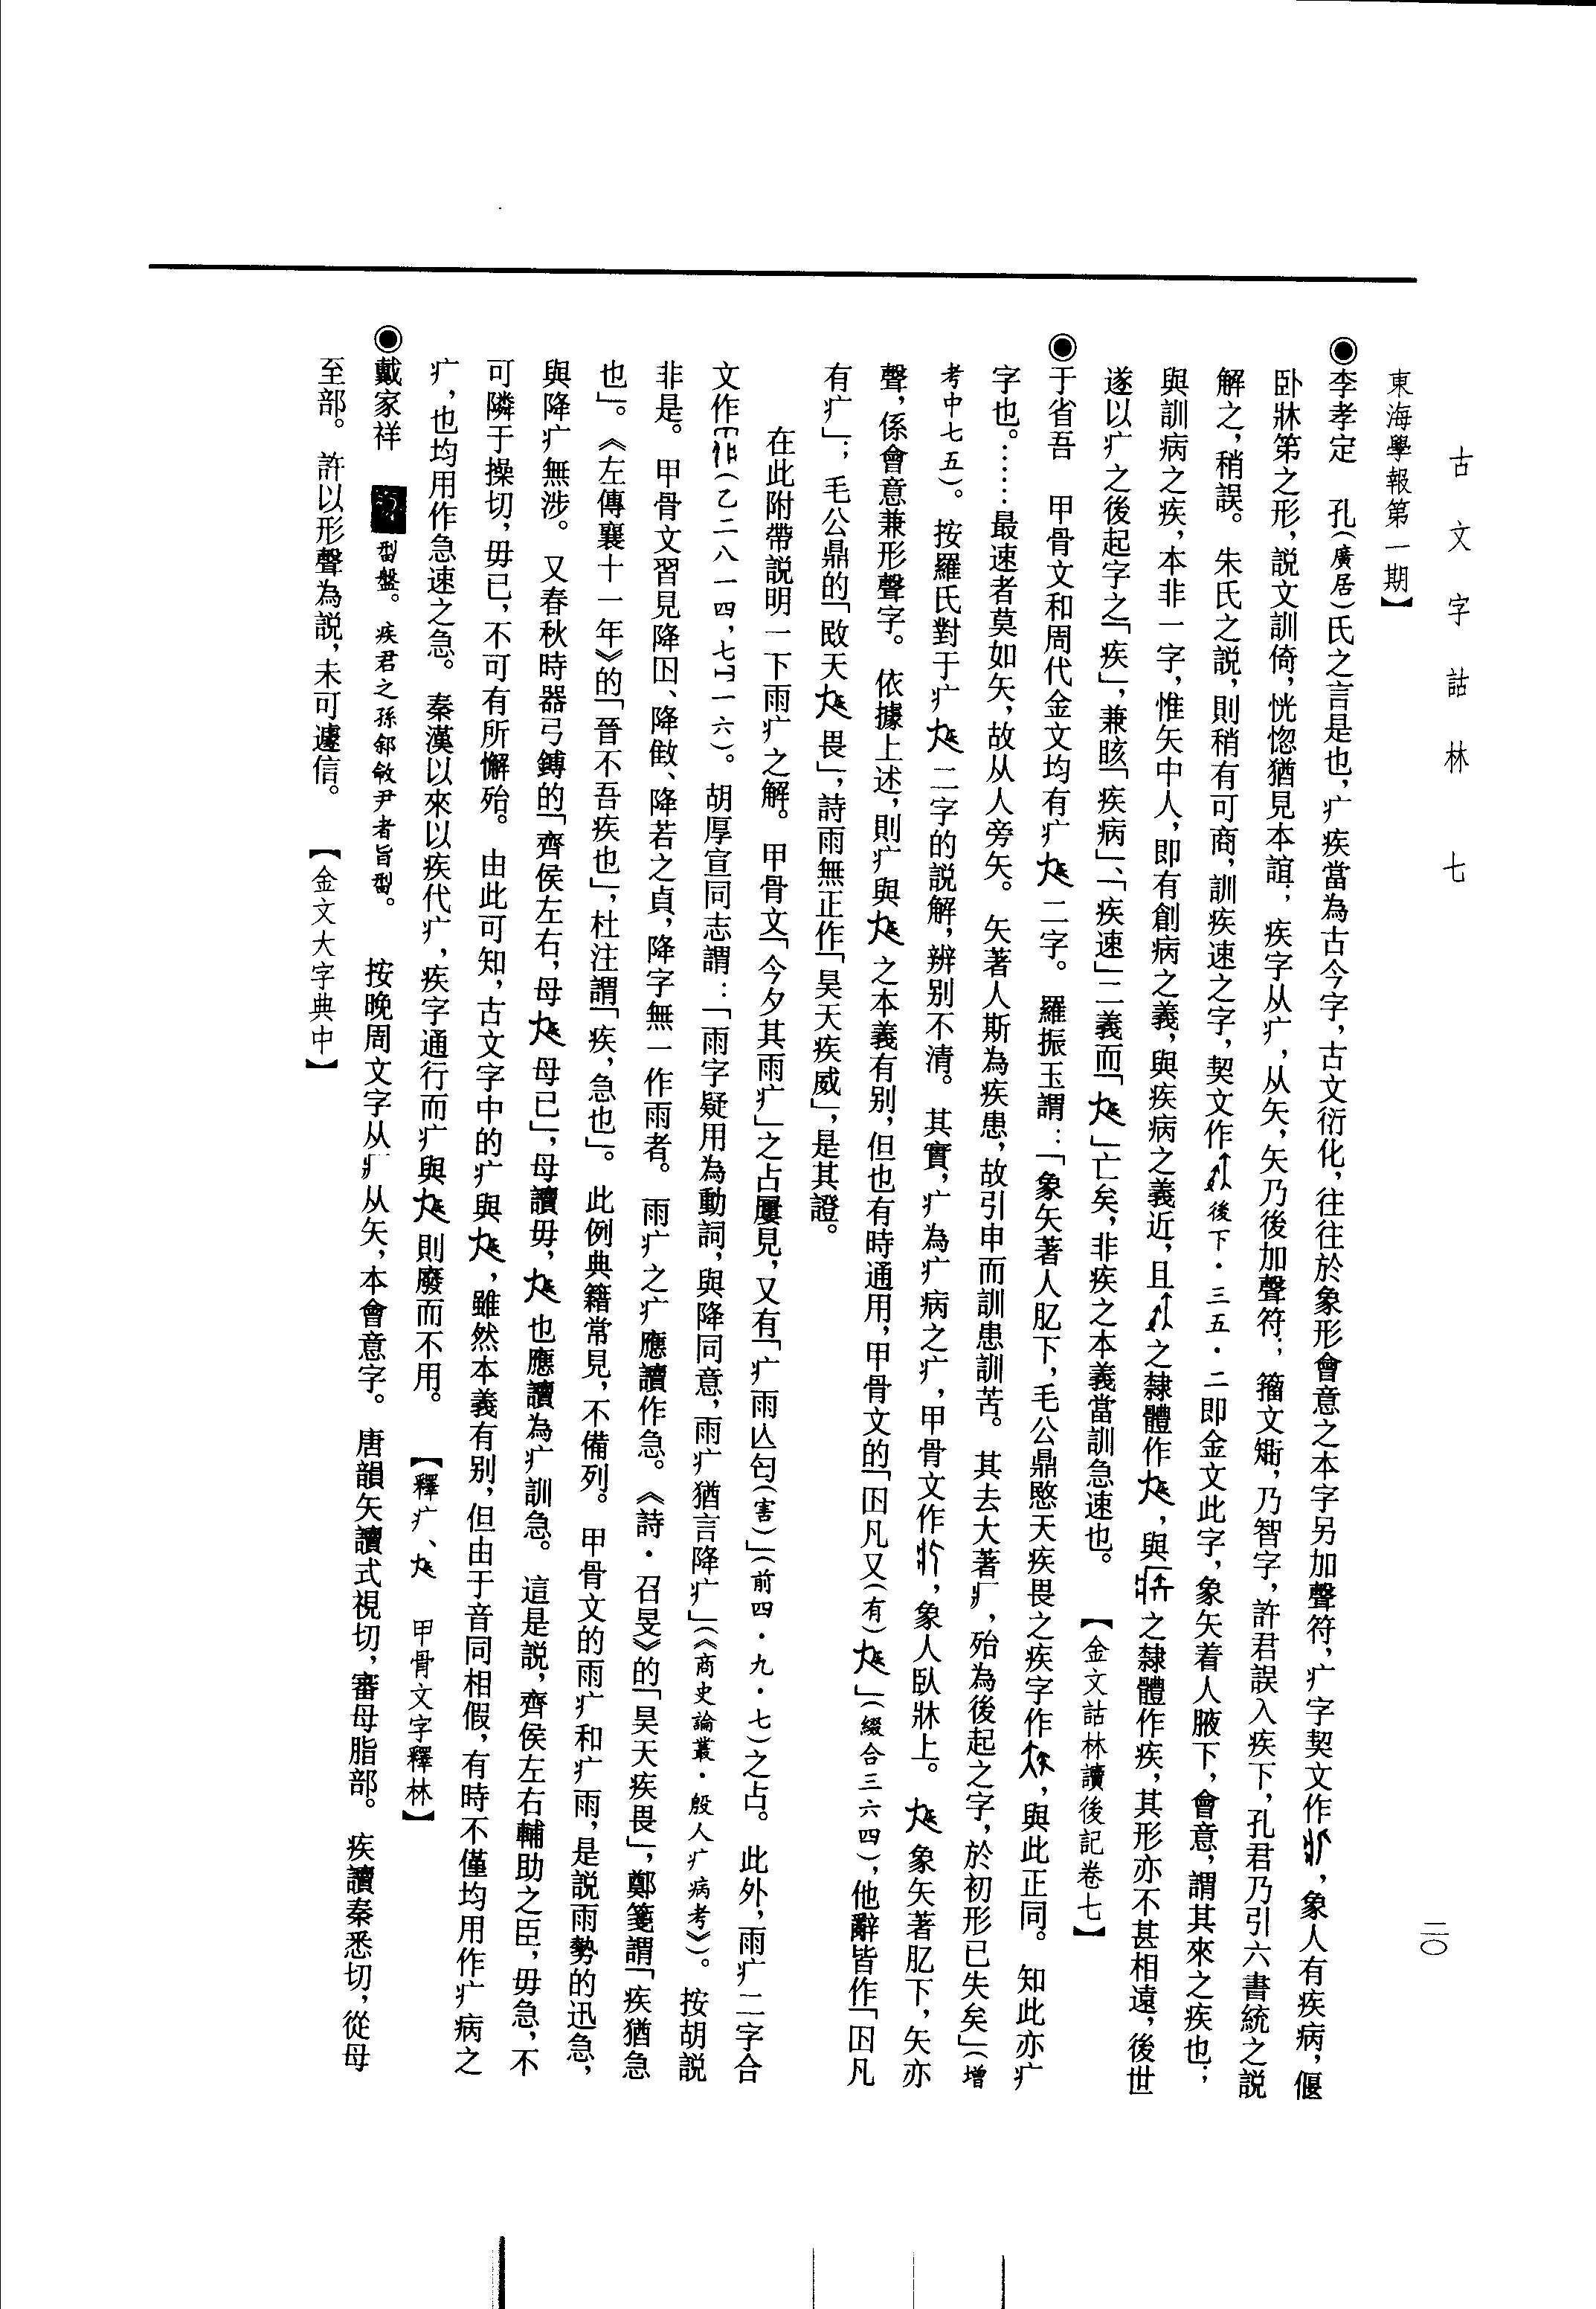 古文字詁林 七
二〇
東海學報第一期】
◉李孝定 孔(廣居)氏之言是也,疒疾當為古今字,古文衍化,往往於象形會意之本字另加聲符,疒字契文作,象人有疾病,偃
臥牀第之形,説文訓倚,恍惚猶見本誼;疾字从疒,从矢,矢乃後加聲符;籀文,乃智字,許君誤入疾下,孔君乃引六書統之説
解之,稍誤。朱氏之説,則稍有可商,訓疾速之字,契文作後下·三五·二即金文此字,象矢着人腋下,會意,謂其來之疾也;
與訓病之疾,本非一字,惟矢中人,即有創病之義,與疾病之義近,且之隸體作,與之隸體作疾,其形亦不甚相遠,後世
遂以疒之後起字之「疾」,兼晐「疾病」、「疾速」二義而「」亡矣,非疾之本義當訓急速也。 【金文詁林讀後記卷七】
◉于省吾 甲骨文和周代金文均有疒二字。羅振玉謂:「象矢著人肊下,毛公鼎愍天疾畏之疾字作,與此正同。知此亦疒
字也。……最速者莫如矢,故从人旁矢。矢著人斯為疾患,故引申而訓患訓苦。其去大著疒,殆為後起之字,於初形已失矣」(增
考中七五)。按羅氏對于疒二字的説解,辨别不清。其實,疒為疒病之疒,甲骨文作,象人臥牀上。象矢著肊下,矢亦
聲,係會意兼形聲字。依據上述,則疒與之本義有别,但也有時通用,甲骨文的「囝凡又(有)」(綴合三六四),他辭皆作「囝凡
有疒」;毛公鼎的「敃天畏」,詩雨無正作「昊天疾威」,是其證。
在此附帶説明一下雨疒之解。甲骨文「今夕其雨疒」之占屢見,又有「疒雨亾匄(害)」(前四·九·七)之占。此外,雨疒二字合
文作(乙二八一四,七一六)。胡厚宣同志謂:「雨字疑用為動詞,與降同意,雨疒猶言降疒」(《商史論叢·殷人疒病考》)。按胡説
非是。甲骨文習見降囚、降𢿢、降若之貞,降字無一作雨者。雨疒之疒應讀作急。《詩·召旻》的「昊天疾畏」,鄭箋謂「疾猶急
也」。《左傳襄十一年》的「晉不吾疾也」,杜注謂「疾,急也」。此例典籍常見,不備列。甲骨文的雨疒和疒雨,是説雨勢的迅急,
與降疒無涉。又春秋時器弓鎛的「齊侯左右,母母已」,母讀毋,也應讀為疒訓急。這是説,齊侯左右輔助之臣,毋急,不
可隣于操切,毋已,不可有所懈殆。由此可知,古文字中的疒與,雖然本義有别,但由于音同相假,有時不僅均用作疒病之
疒,也均用作急速之急。秦漢以來以疾代疒,疾字通行而疒與則廢而不用。 【釋疒、 甲骨文字釋林】
◉戴家祥 盤。疾君之孫䣄敓尹者旨。 按晚周文字从疒从矢,本會意字。唐韻矢讀式視切,審母脂部。疾讀秦悉切,從母
至部。許以形聲為説,未可遽信。 【金文大字典中】